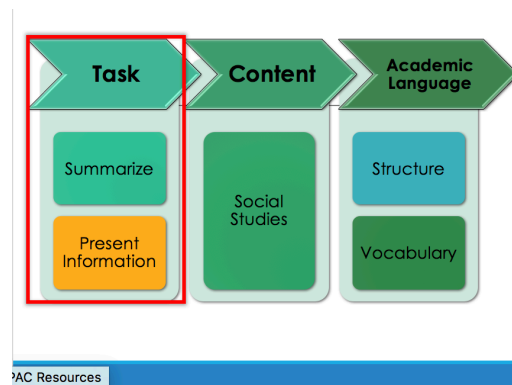 Task
Content
Academic
Language
Summarize
Present
Information
Social
Studies
Structure
Vocabulary
PAC Resources